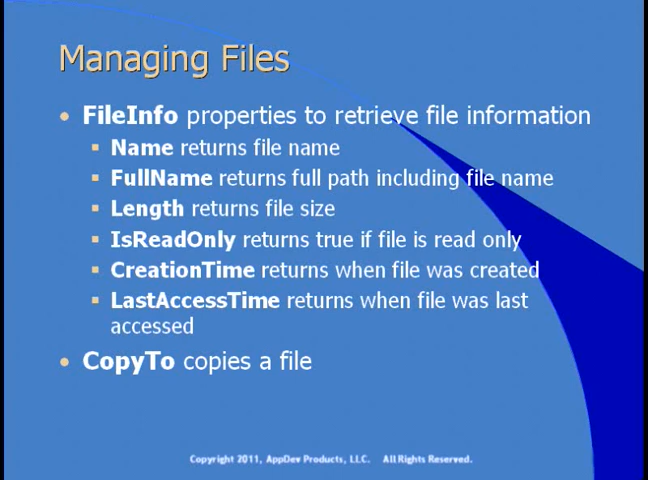 Managing Files
• FileInfo properties to retrieve file information
▪ Name returns file name
▪ FullName returns full path including file name
▪ Length returns file size
▪ IsReadOnly returns true if file is read only
▪ CreationTime returns when file was created
▪ LastAccessTime returns when file was last
accessed
• CopyTo copies a file
Copyright 2011, AppDev Products, LLC. All Rights Reserved.